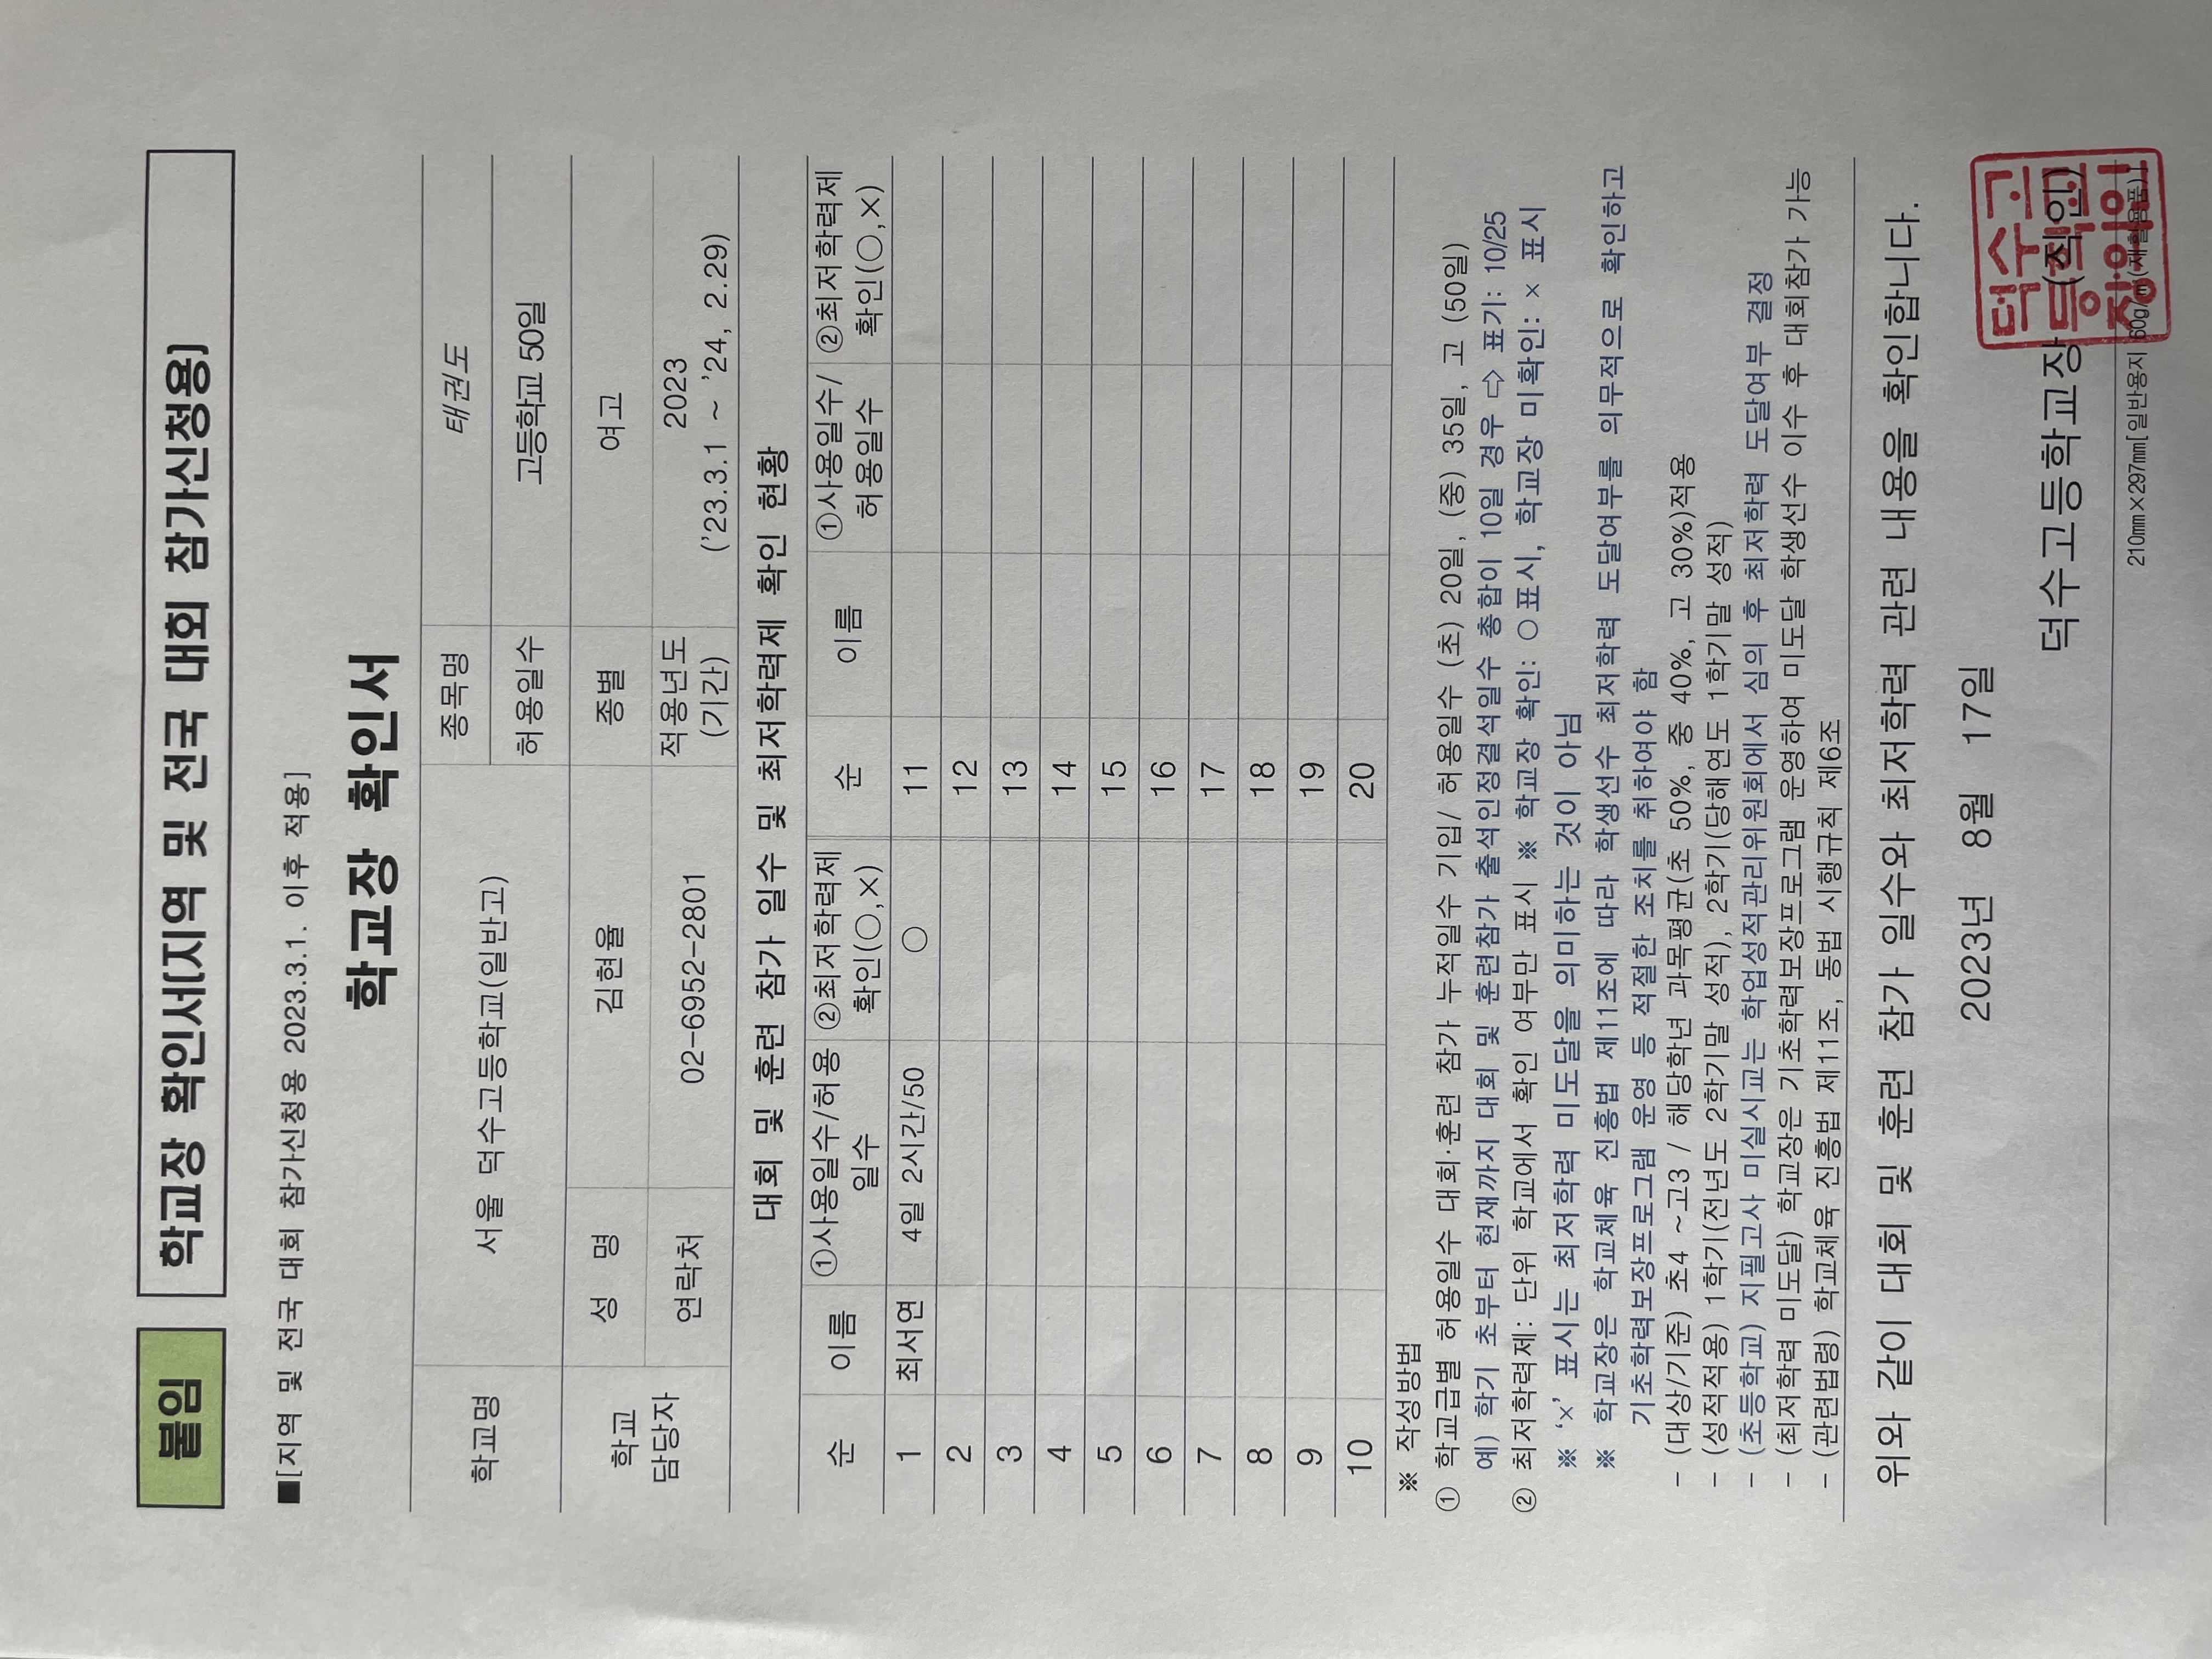 붙임
학교장 확인서(지역 및 전국 대회 참가신청용)
■[지역 및 전국 대회 참가신청용 2023.3.1. 이후 적용]
학교장 확인서
학교명 서울 덕수고등학교(일반고) 종목명 태권도
허용일수 고등학교 50일
학교 담당자 성 명 김현율 종별 여고
연락처 02-6952-2801 적용년도 (기간) 2023
('23.3.1 ~ '24, 2.29)
대회 및 훈련 참가 일수 및 최저학력제 확인 현황
순 이름 ①사용일수/허용일수 ②최저학력제 확인(○,×) 순 이름 ①사용일수/허용일수 ②최저학력제 확인(○,×)
1 최서연 4일 2시간/50 ○ 11
2 12
3 13
4 14
5 15
6 16
7 17
8 18
9 19
10 20
※ 작성방법
① 학교급별 허용일수 대회·훈련 참가 누적일수 기입/ 허용일수 (초) 20일, (중) 35일, 고 (50일)
예) 학기 초부터 현재까지 대회 및 훈련참가 출석인정결석일수 총합이 10일 경우 ⇨ 표기: 10/25
② 최저학력제: 단위 학교에서 확인 여부만 표시 ※ 학교장 확인: ○표시, 학교장 미확인: × 표시
※ '×' 표시는 최저학력 미도달을 의미하는 것이 아님
※ 학교장은 학교체육 진흥법 제11조에 따라 학생선수 최저학력 도달여부를 의무적으로 확인하고
기초학력보장프로그램 운영 등 적절한 조치를 취하여야 함
- (대상/기준) 초4 ~고3 / 해당학년 과목평균(초 50%, 중 40%, 고 30%)적용
- (성적적용) 1학기(전년도 2학기말 성적), 2학기(당해연도 1학기말 성적)
- (초등학교) 지필고사 미실시교는 학업성적관리위원회에서 심의 후 최저학력 도달여부 결정
- (최저학력 미도달) 학교장은 기초학력보장프로그램 운영하여 미도달 학생선수 이수 후 대회참가 가능
- (관련법령) 학교체육 진흥법 제11조, 동법 시행규칙 제6조
위와 같이 대회 및 훈련 참가 일수와 최저학력 관련 내용을 확인합니다.
2023년 8월 17일
덕수고등학교장 (직인)
덕수고
등학교
장의인
210㎜×297㎜[일반용지 60g/㎡(재활용품)]